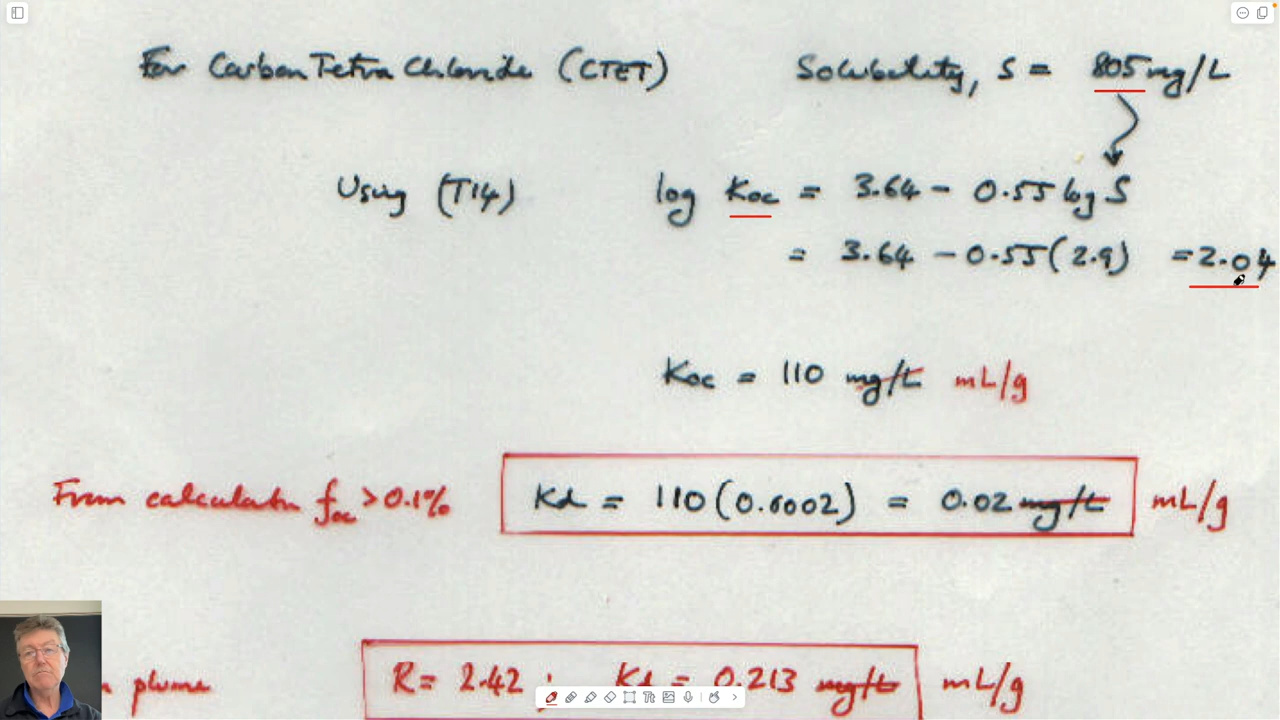 For Carbon Tetra Chloride (CTET) Solubility, S = 805 mg/L
Using (T14) log Koc = 3.64 - 0.55 log S
= 3.64 - 0.55 (2.9) = 2.04
Koc = 110 mg/L mL/g
From calculatn foc > 0.1% Kd = 110 (0.0002) = 0.02 mg/L mL/g
plume R = 2.42 ; Kd = 0.213 mg/L mL/g